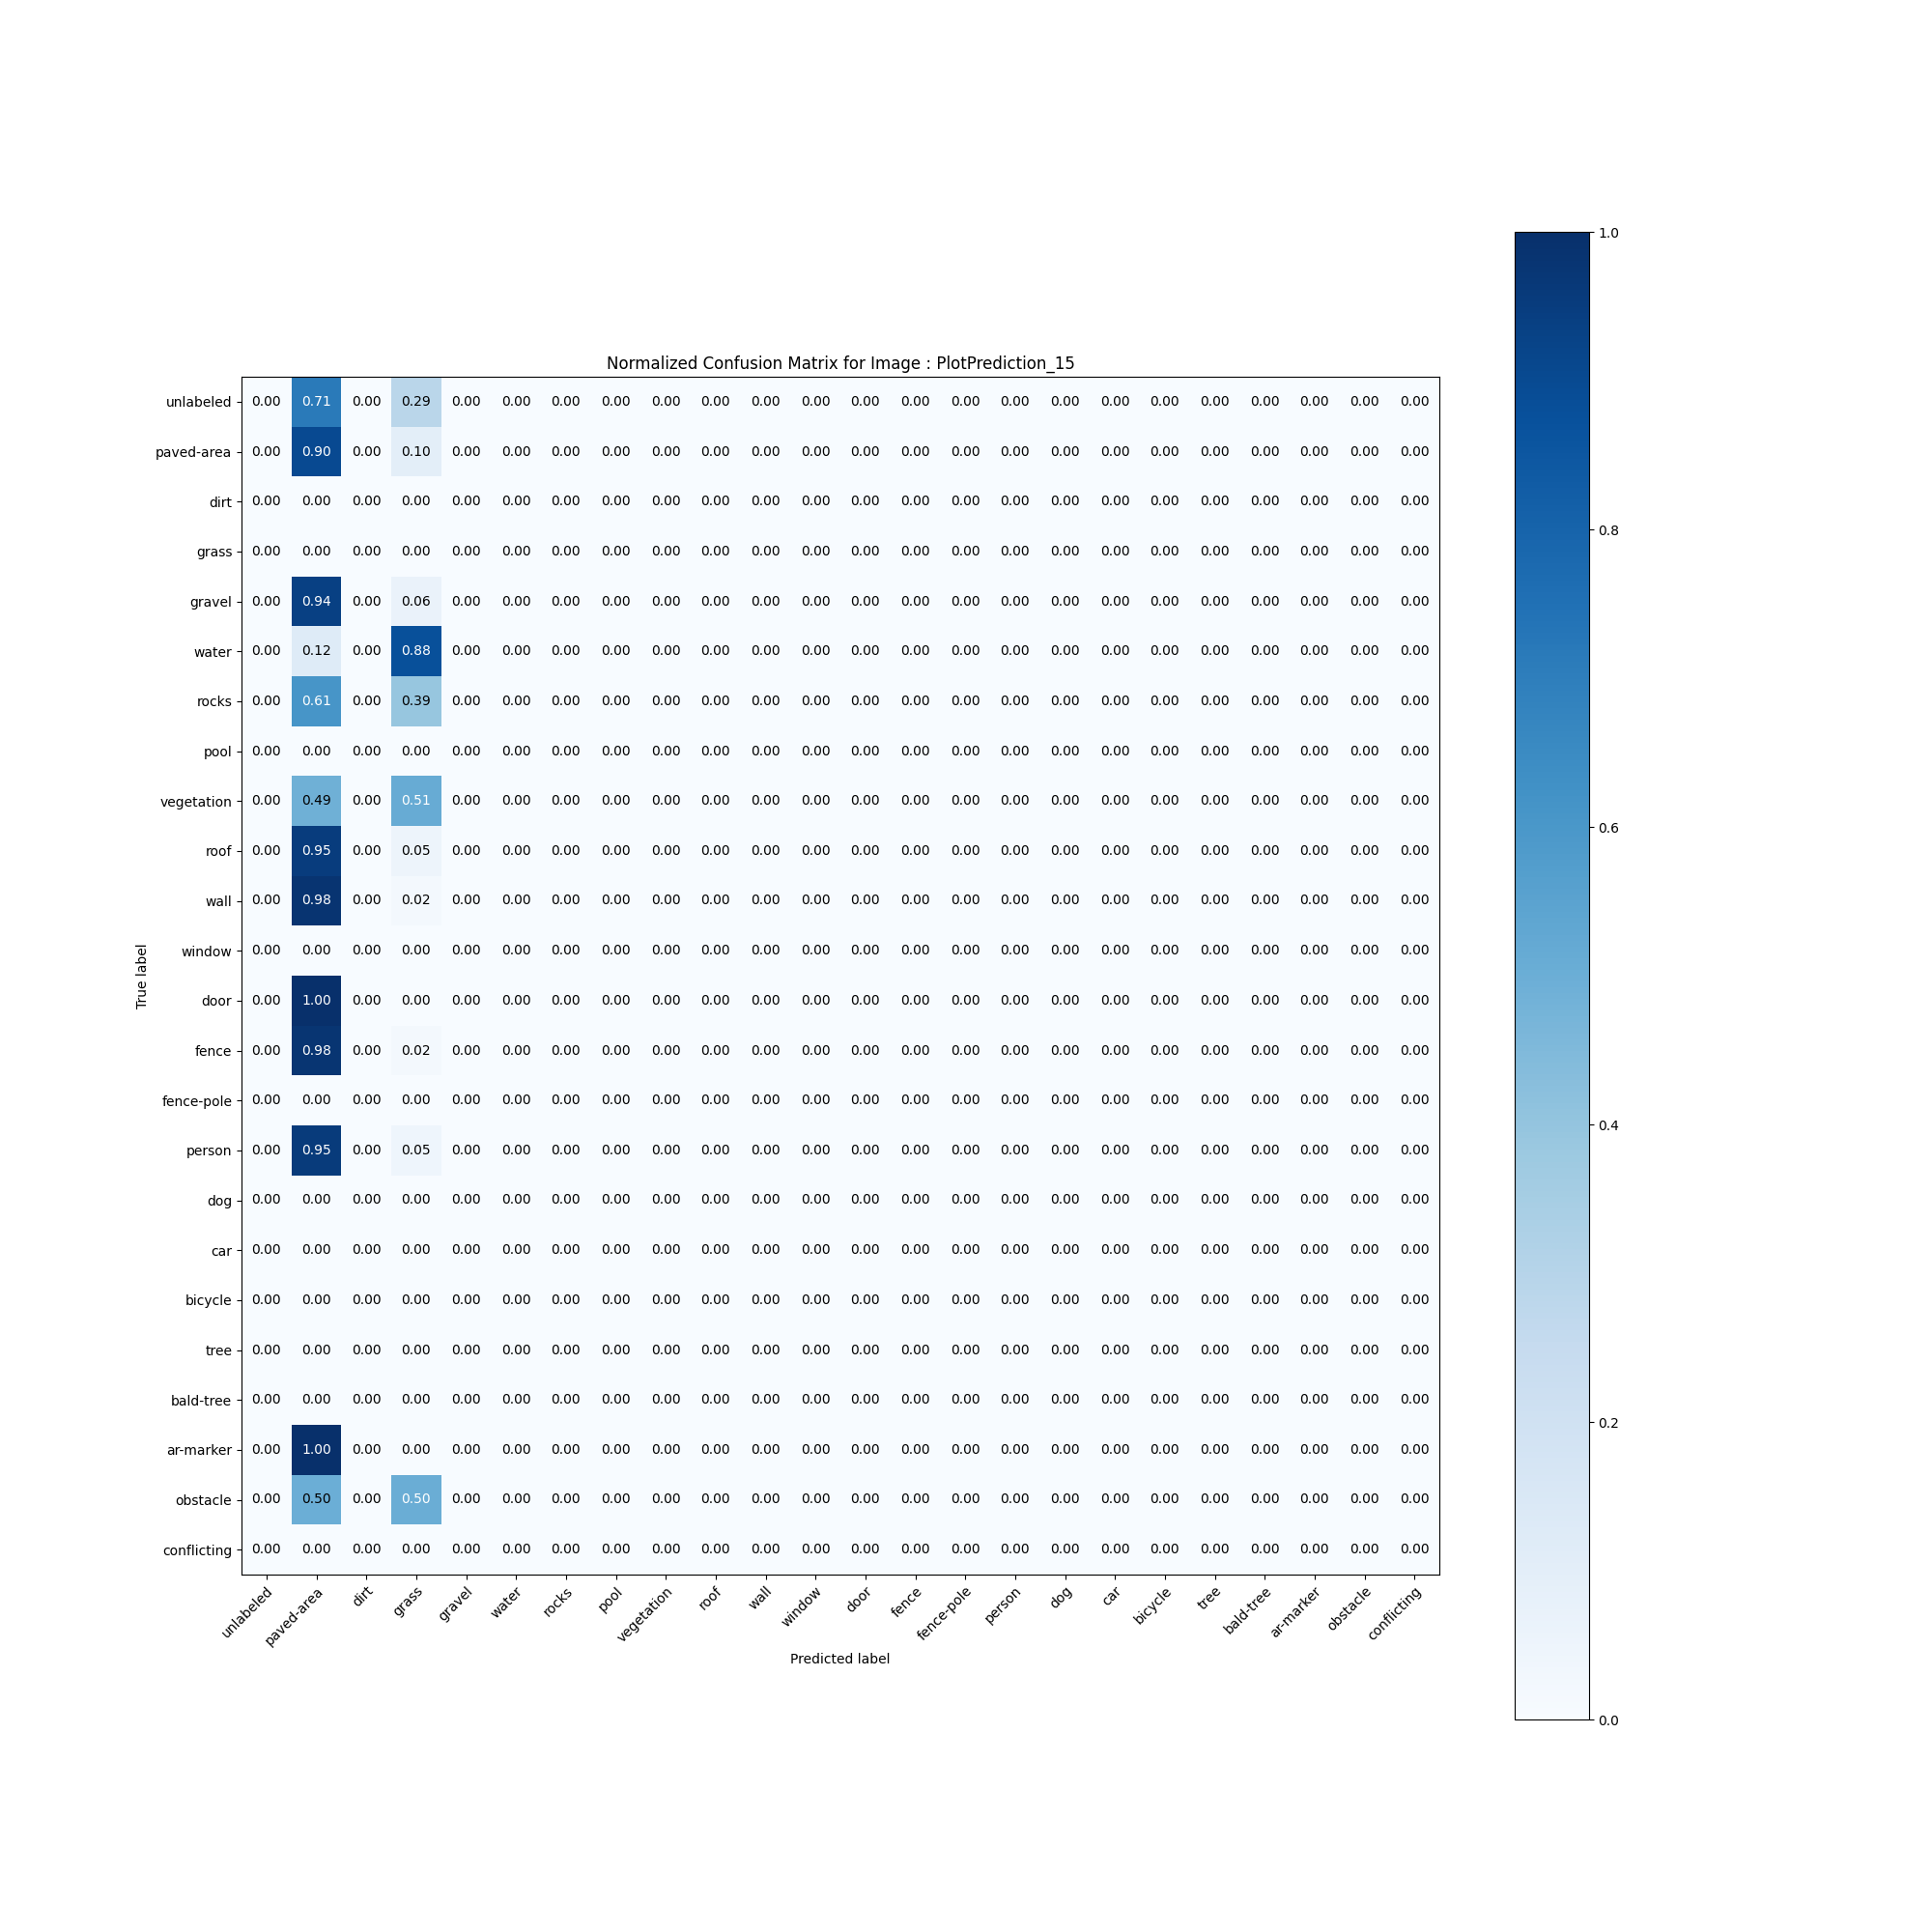 Normalized Confusion Matrix for Image : PlotPrediction_15
unlabeled 0.00 0.71 0.00 0.29 0.00 0.00 0.00 0.00 0.00 0.00 0.00 0.00 0.00 0.00 0.00 0.00 0.00 0.00 0.00 0.00 0.00 0.00 0.00 0.00
paved-area 0.00 0.90 0.00 0.10 0.00 0.00 0.00 0.00 0.00 0.00 0.00 0.00 0.00 0.00 0.00 0.00 0.00 0.00 0.00 0.00 0.00 0.00 0.00 0.00
dirt 0.00 0.00 0.00 0.00 0.00 0.00 0.00 0.00 0.00 0.00 0.00 0.00 0.00 0.00 0.00 0.00 0.00 0.00 0.00 0.00 0.00 0.00 0.00 0.00
grass 0.00 0.00 0.00 0.00 0.00 0.00 0.00 0.00 0.00 0.00 0.00 0.00 0.00 0.00 0.00 0.00 0.00 0.00 0.00 0.00 0.00 0.00 0.00 0.00
gravel 0.00 0.94 0.00 0.06 0.00 0.00 0.00 0.00 0.00 0.00 0.00 0.00 0.00 0.00 0.00 0.00 0.00 0.00 0.00 0.00 0.00 0.00 0.00 0.00
water 0.00 0.12 0.00 0.88 0.00 0.00 0.00 0.00 0.00 0.00 0.00 0.00 0.00 0.00 0.00 0.00 0.00 0.00 0.00 0.00 0.00 0.00 0.00 0.00
rocks 0.00 0.61 0.00 0.39 0.00 0.00 0.00 0.00 0.00 0.00 0.00 0.00 0.00 0.00 0.00 0.00 0.00 0.00 0.00 0.00 0.00 0.00 0.00 0.00
pool 0.00 0.00 0.00 0.00 0.00 0.00 0.00 0.00 0.00 0.00 0.00 0.00 0.00 0.00 0.00 0.00 0.00 0.00 0.00 0.00 0.00 0.00 0.00 0.00
vegetation 0.00 0.49 0.00 0.51 0.00 0.00 0.00 0.00 0.00 0.00 0.00 0.00 0.00 0.00 0.00 0.00 0.00 0.00 0.00 0.00 0.00 0.00 0.00 0.00
roof 0.00 0.95 0.00 0.05 0.00 0.00 0.00 0.00 0.00 0.00 0.00 0.00 0.00 0.00 0.00 0.00 0.00 0.00 0.00 0.00 0.00 0.00 0.00 0.00
wall 0.00 0.98 0.00 0.02 0.00 0.00 0.00 0.00 0.00 0.00 0.00 0.00 0.00 0.00 0.00 0.00 0.00 0.00 0.00 0.00 0.00 0.00 0.00 0.00
window 0.00 0.00 0.00 0.00 0.00 0.00 0.00 0.00 0.00 0.00 0.00 0.00 0.00 0.00 0.00 0.00 0.00 0.00 0.00 0.00 0.00 0.00 0.00 0.00
door 0.00 1.00 0.00 0.00 0.00 0.00 0.00 0.00 0.00 0.00 0.00 0.00 0.00 0.00 0.00 0.00 0.00 0.00 0.00 0.00 0.00 0.00 0.00 0.00
fence 0.00 0.98 0.00 0.02 0.00 0.00 0.00 0.00 0.00 0.00 0.00 0.00 0.00 0.00 0.00 0.00 0.00 0.00 0.00 0.00 0.00 0.00 0.00 0.00
fence-pole 0.00 0.00 0.00 0.00 0.00 0.00 0.00 0.00 0.00 0.00 0.00 0.00 0.00 0.00 0.00 0.00 0.00 0.00 0.00 0.00 0.00 0.00 0.00 0.00
person 0.00 0.95 0.00 0.05 0.00 0.00 0.00 0.00 0.00 0.00 0.00 0.00 0.00 0.00 0.00 0.00 0.00 0.00 0.00 0.00 0.00 0.00 0.00 0.00
dog 0.00 0.00 0.00 0.00 0.00 0.00 0.00 0.00 0.00 0.00 0.00 0.00 0.00 0.00 0.00 0.00 0.00 0.00 0.00 0.00 0.00 0.00 0.00 0.00
car 0.00 0.00 0.00 0.00 0.00 0.00 0.00 0.00 0.00 0.00 0.00 0.00 0.00 0.00 0.00 0.00 0.00 0.00 0.00 0.00 0.00 0.00 0.00 0.00
bicycle 0.00 0.00 0.00 0.00 0.00 0.00 0.00 0.00 0.00 0.00 0.00 0.00 0.00 0.00 0.00 0.00 0.00 0.00 0.00 0.00 0.00 0.00 0.00 0.00
tree 0.00 0.00 0.00 0.00 0.00 0.00 0.00 0.00 0.00 0.00 0.00 0.00 0.00 0.00 0.00 0.00 0.00 0.00 0.00 0.00 0.00 0.00 0.00 0.00
bald-tree 0.00 0.00 0.00 0.00 0.00 0.00 0.00 0.00 0.00 0.00 0.00 0.00 0.00 0.00 0.00 0.00 0.00 0.00 0.00 0.00 0.00 0.00 0.00 0.00
ar-marker 0.00 1.00 0.00 0.00 0.00 0.00 0.00 0.00 0.00 0.00 0.00 0.00 0.00 0.00 0.00 0.00 0.00 0.00 0.00 0.00 0.00 0.00 0.00 0.00
obstacle 0.00 0.50 0.00 0.50 0.00 0.00 0.00 0.00 0.00 0.00 0.00 0.00 0.00 0.00 0.00 0.00 0.00 0.00 0.00 0.00 0.00 0.00 0.00 0.00
conflicting 0.00 0.00 0.00 0.00 0.00 0.00 0.00 0.00 0.00 0.00 0.00 0.00 0.00 0.00 0.00 0.00 0.00 0.00 0.00 0.00 0.00 0.00 0.00 0.00
True label
unlabeled paved-area dirt grass gravel water rocks pool vegetation roof wall window door fence fence-pole person dog car bicycle tree bald-tree ar-marker obstacle conflicting
Predicted label
1.0
0.8
0.6
0.4
0.2
0.0